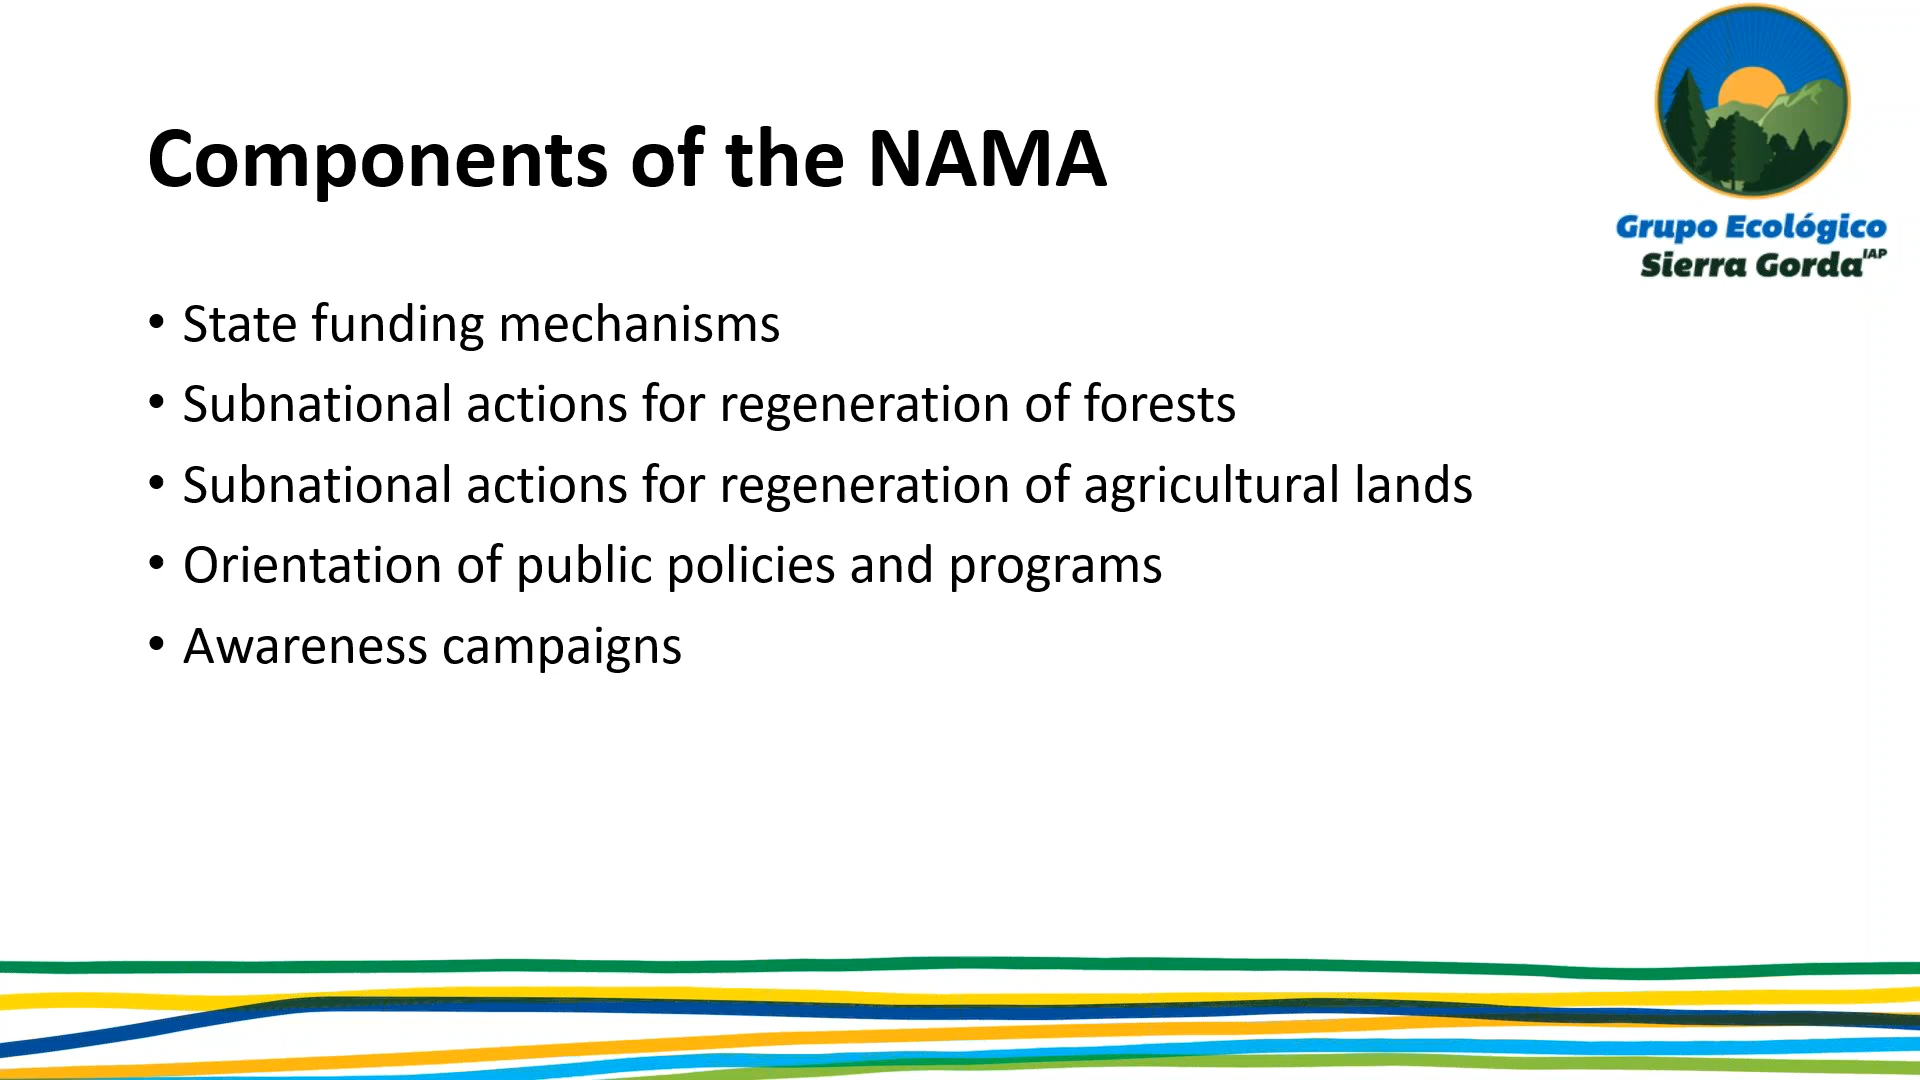 Components of the NAMA
Grupo Ecológico
Sierra Gorda IAP
• State funding mechanisms
• Subnational actions for regeneration of forests
• Subnational actions for regeneration of agricultural lands
• Orientation of public policies and programs
• Awareness campaigns